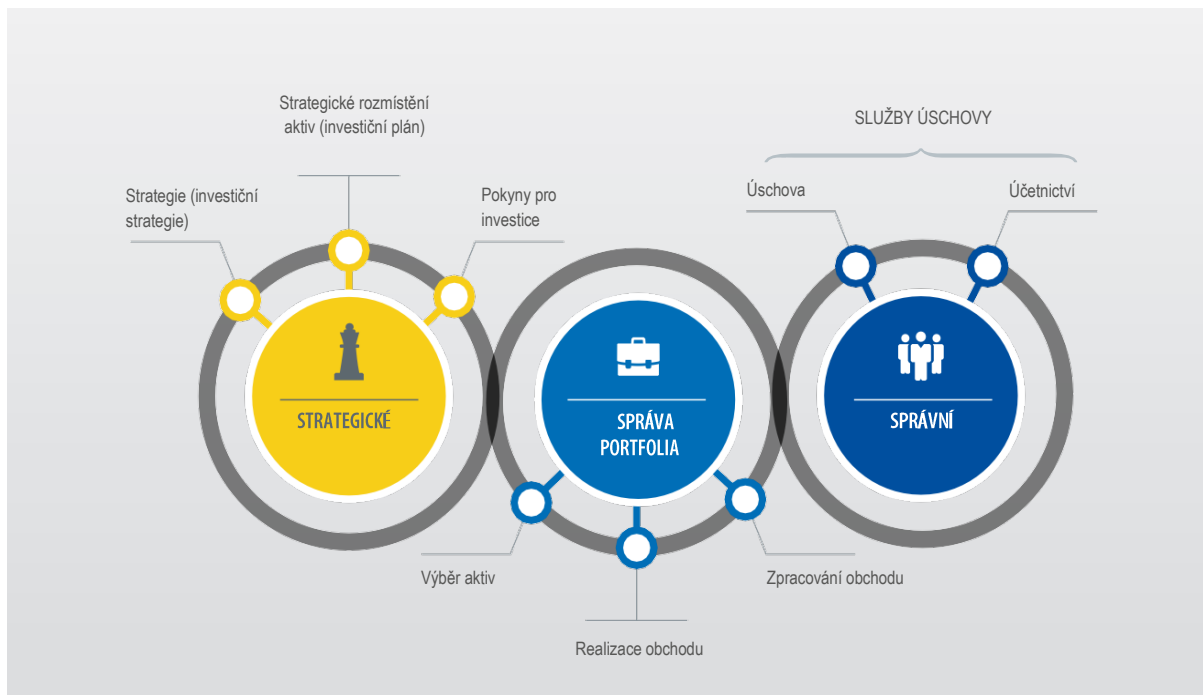 Strategické rozmístění
aktiv (investiční plán)
SLUŽBY ÚSCHOVY
Strategie (investiční
strategie)
Pokyny pro
investice
Úschova
Účetnictví
STRATEGICKÉ
SPRÁVA
PORTFOLIA
SPRÁVNÍ
Výběr aktiv
Zpracování obchodu
Realizace obchodu